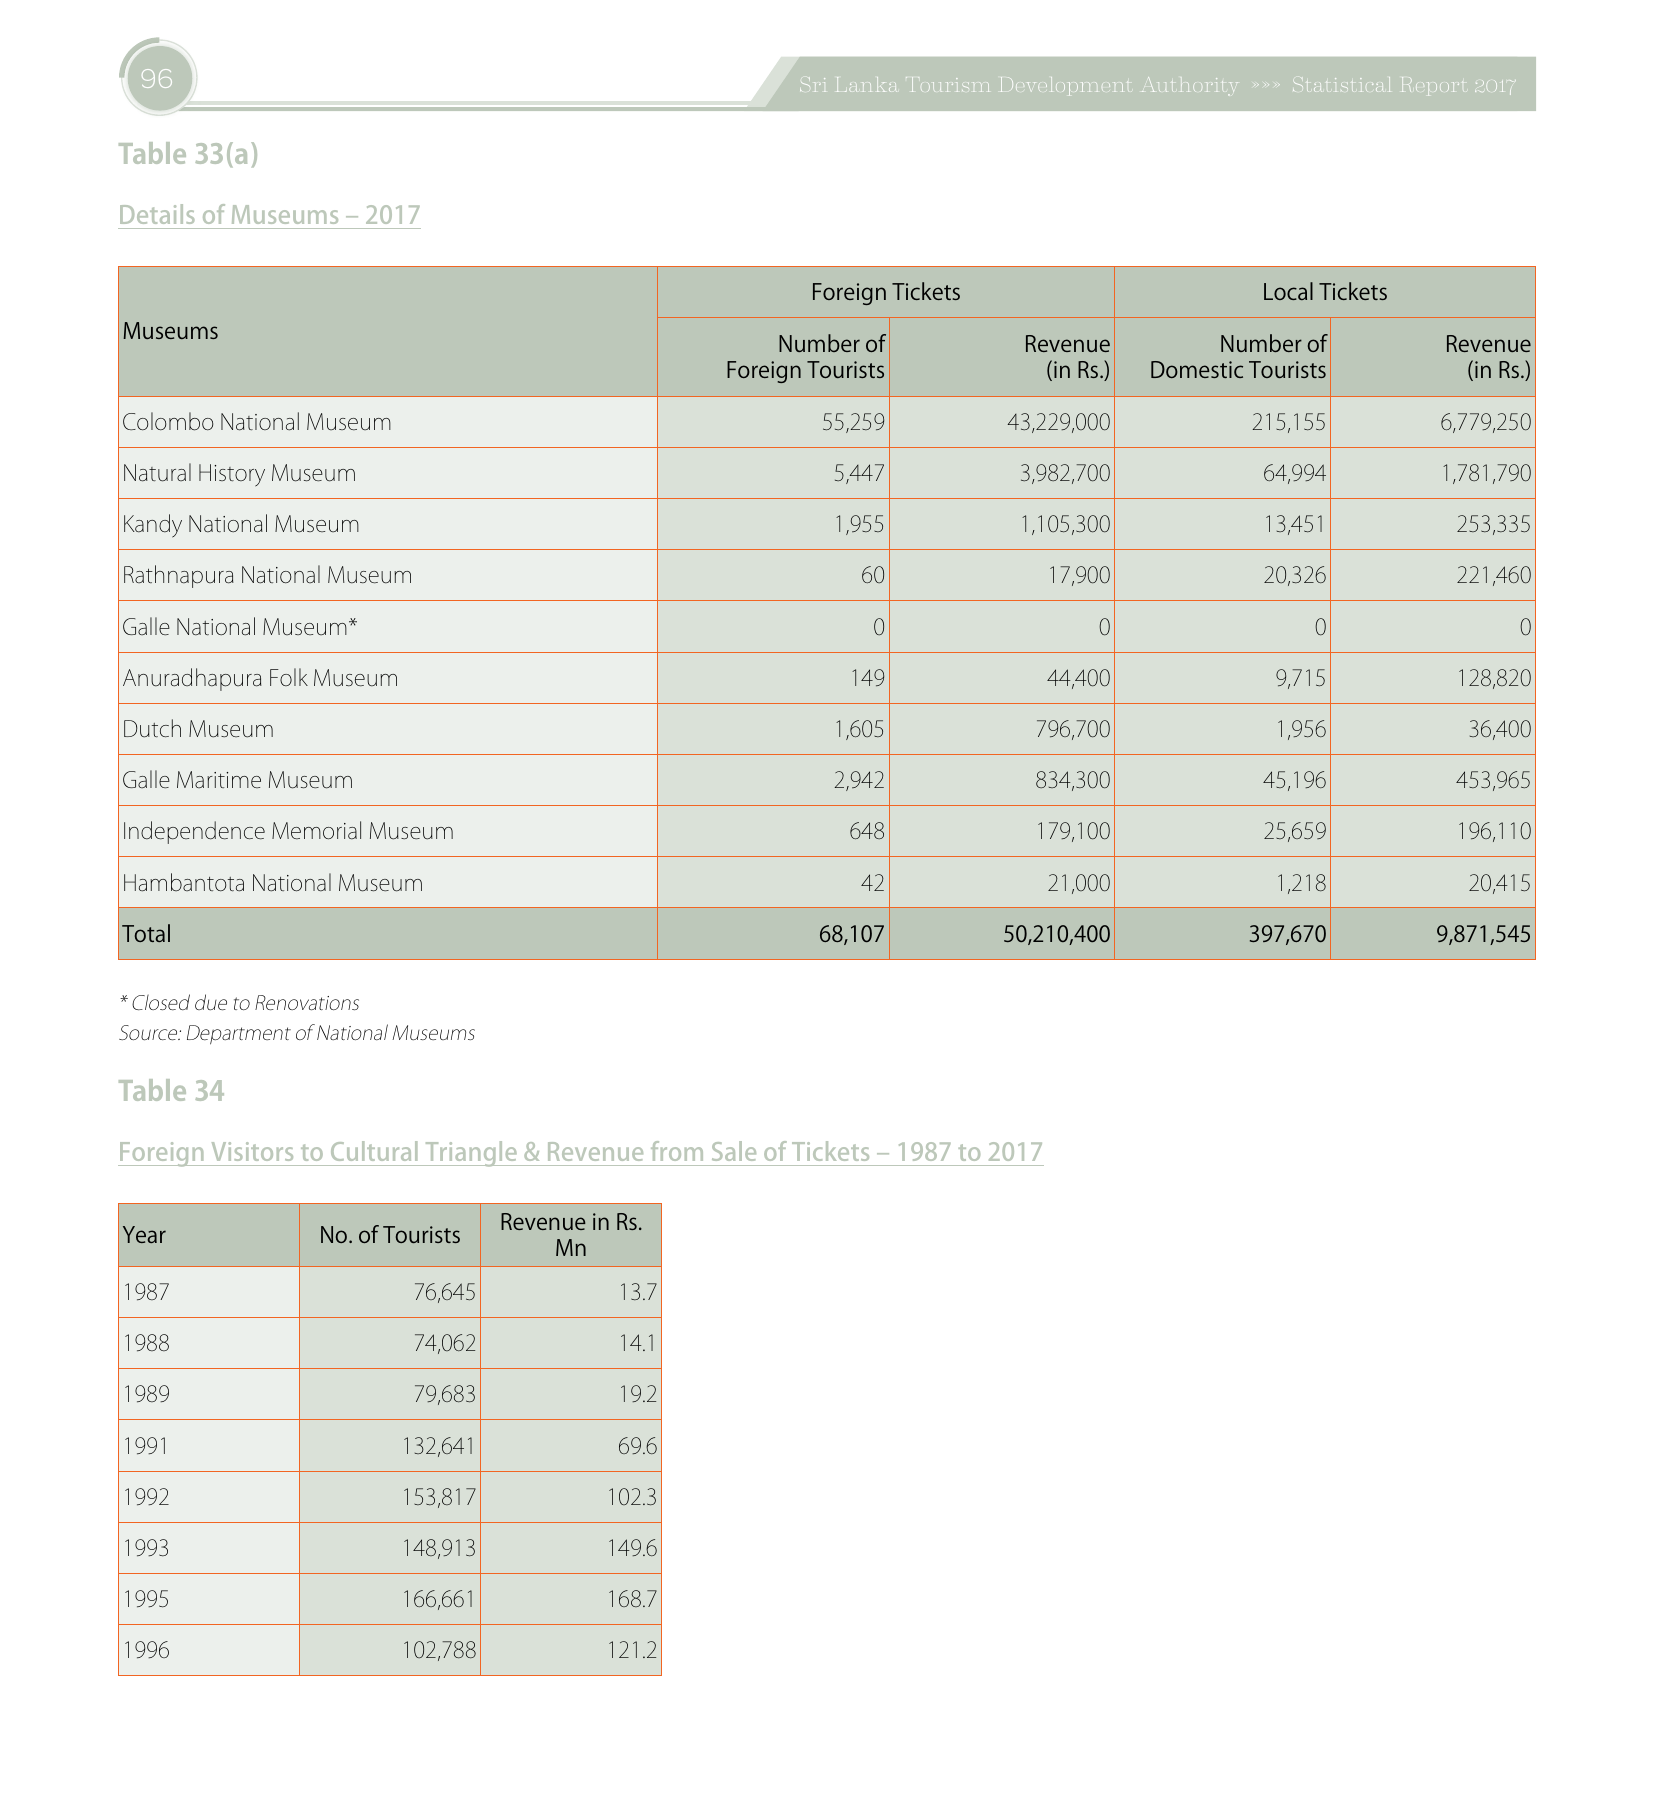 96
Sri Lanka Tourism Development Authority »»» Statistical Report 2017
Table 33(a)
Details of Museums – 2017
Museums Foreign Tickets Local Tickets
Number of Foreign Tourists Revenue (in Rs.) Number of Domestic Tourists Revenue (in Rs.)
Colombo National Museum 55,259 43,229,000 215,155 6,779,250
Natural History Museum 5,447 3,982,700 64,994 1,781,790
Kandy National Museum 1,955 1,105,300 13,451 253,335
Rathnapura National Museum 60 17,900 20,326 221,460
Galle National Museum* 0 0 0 0
Anuradhapura Folk Museum 149 44,400 9,715 128,820
Dutch Museum 1,605 796,700 1,956 36,400
Galle Maritime Museum 2,942 834,300 45,196 453,965
Independence Memorial Museum 648 179,100 25,659 196,110
Hambantota National Museum 42 21,000 1,218 20,415
Total 68,107 50,210,400 397,670 9,871,545
* Closed due to Renovations
Source: Department of National Museums
Table 34
Foreign Visitors to Cultural Triangle & Revenue from Sale of Tickets – 1987 to 2017
Year No. of Tourists Revenue in Rs. Mn
1987 76,645 13.7
1988 74,062 14.1
1989 79,683 19.2
1991 132,641 69.6
1992 153,817 102.3
1993 148,913 149.6
1995 166,661 168.7
1996 102,788 121.2